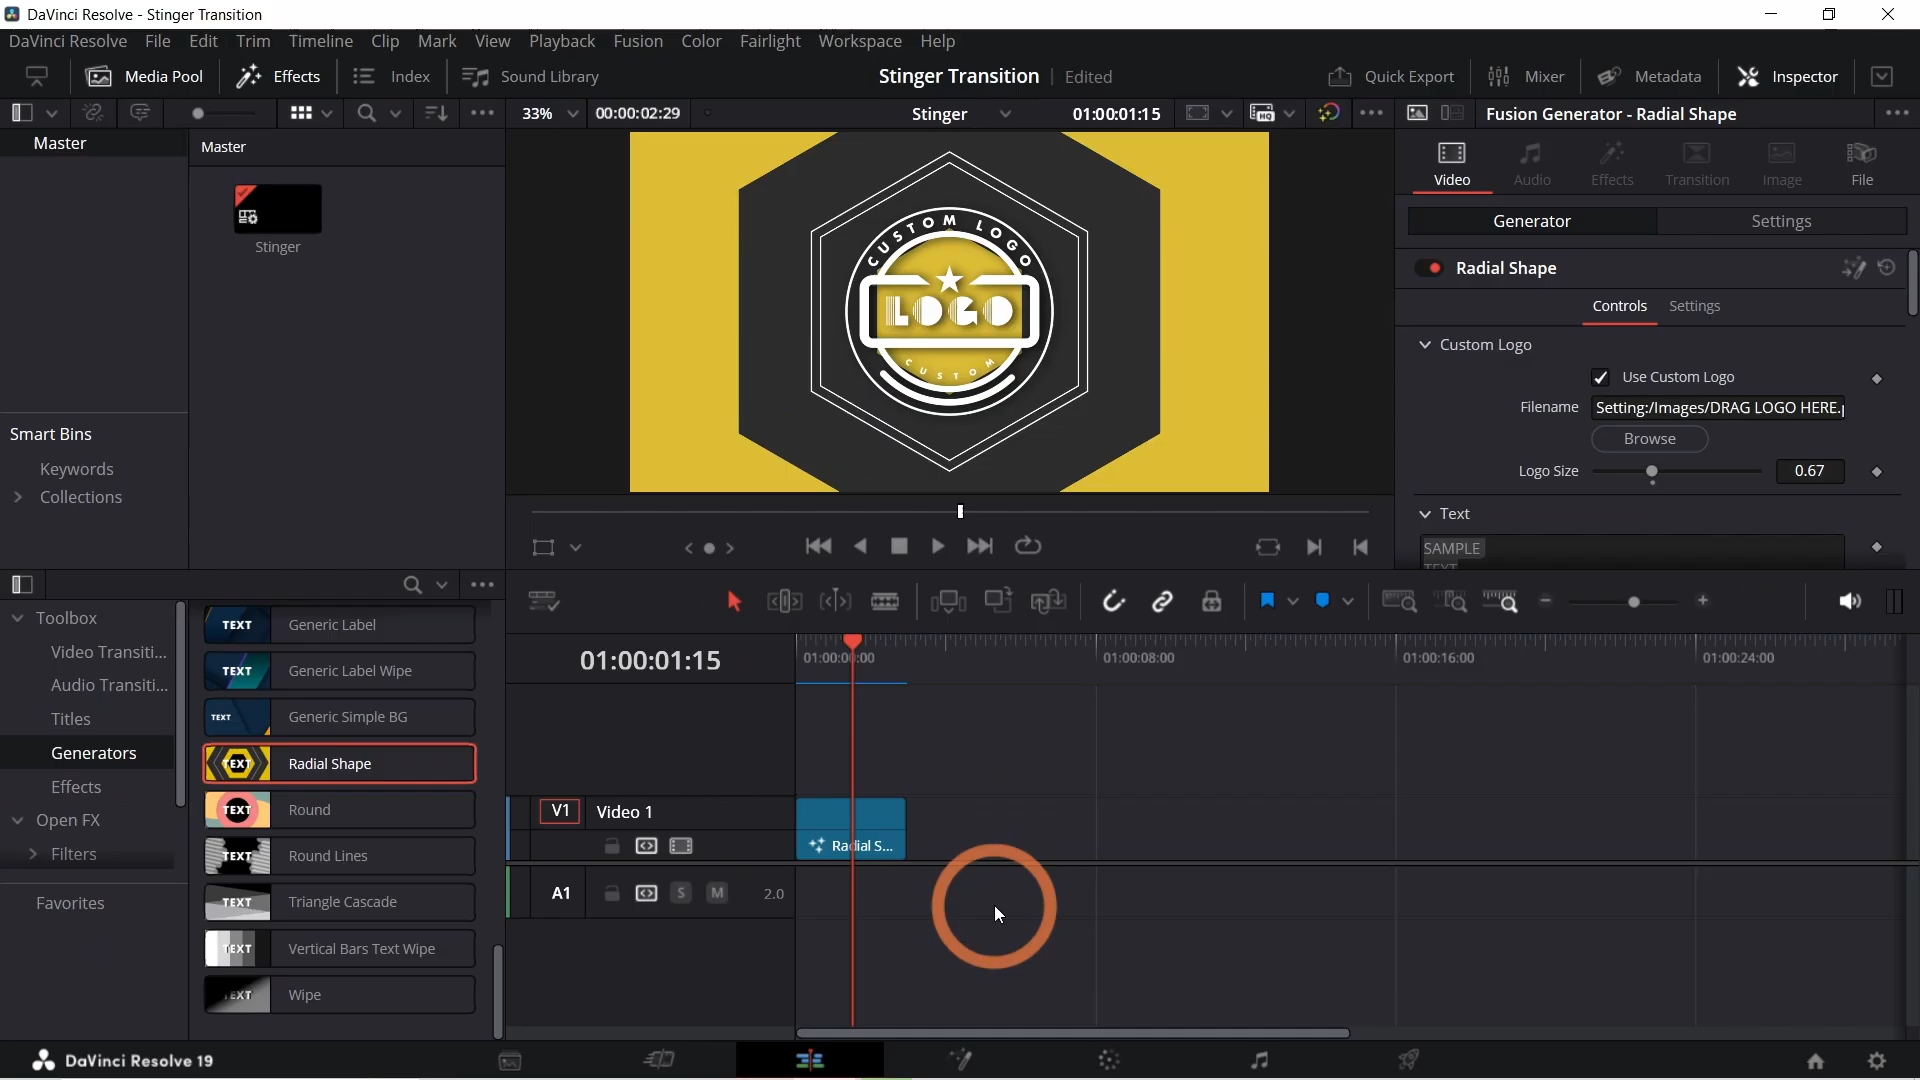 DaVinci Resolve - Stinger Transition
DaVinci Resolve File Edit Trim Timeline Clip Mark View Playback Fusion Color Fairlight Workspace Help
Media Pool Effects Index Sound Library Stinger Transition Edited Quick Export Mixer Metadata Inspector
33% 00:00:02:29 Stinger 01:00:01:15 Fusion Generator - Radial Shape
Master
Master
Stinger
Smart Bins
Keywords
Collections
CUSTOM LOGO
LOGO
CUSTOM
Video Audio Effects Transition Image File
Generator Settings
Radial Shape
Controls Settings
Custom Logo
Use Custom Logo
Filename Setting:/Images/DRAG LOGO HERE.p
Browse
Logo Size 0.67
Text
SAMPLE
TEXT
Toolbox
Video Transiti...
Audio Transiti...
Titles
Generators
Effects
Open FX
Filters
Favorites
TEXT Generic Label
TEXT Generic Label Wipe
TEXT Generic Simple BG
TEXT Radial Shape
TEXT Round
TEXT Round Lines
TEXT Triangle Cascade
TEXT Vertical Bars Text Wipe
TEXT Wipe
01:00:01:15
01:00:00:00 01:00:08:00 01:00:16:00 01:00:24:00
V1 Video 1
Radial S...
A1 S M 2.0
DaVinci Resolve 19